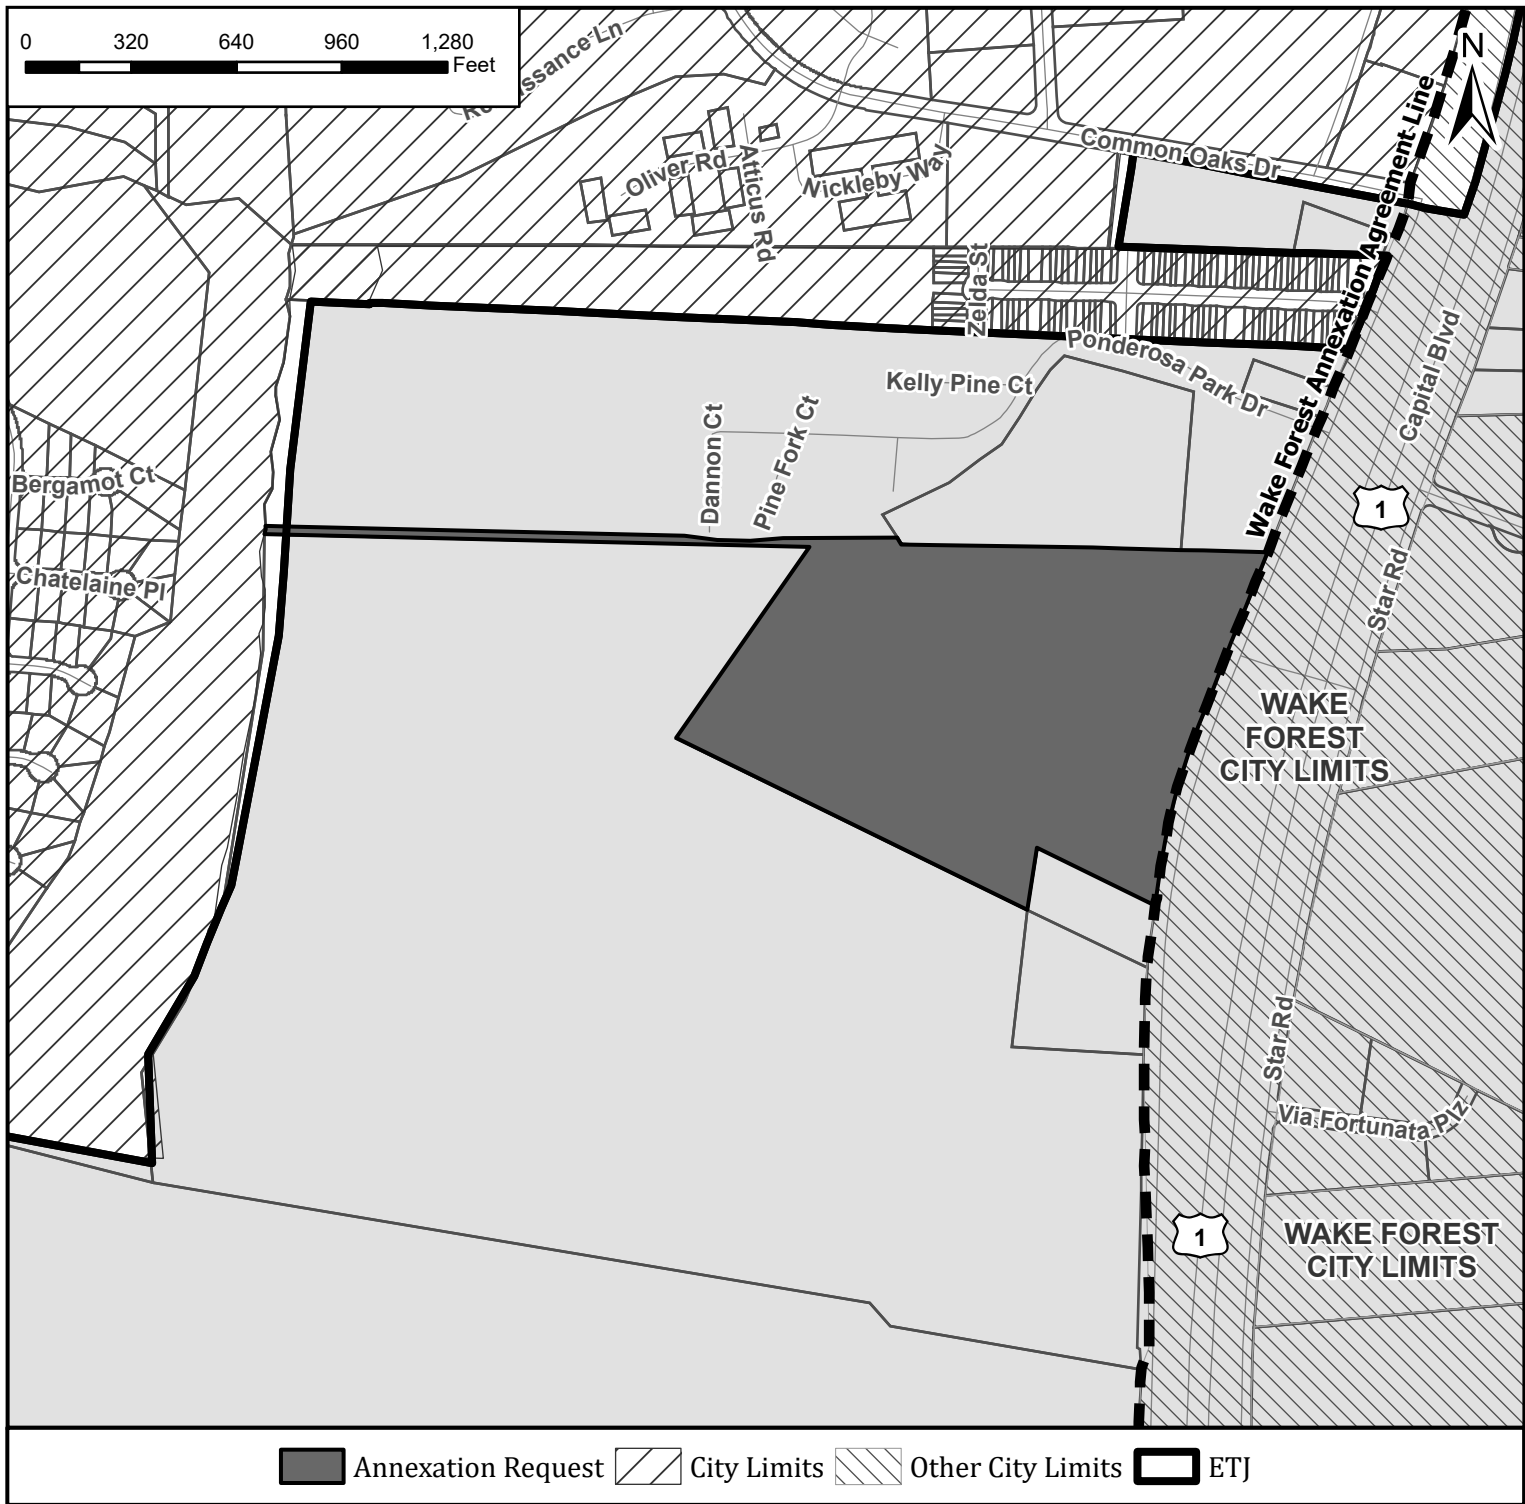 0 320 640 960 1,280
Feet
N
Common Oaks Dr
Oliver Rd
Atticus Rd
Nickleby Way
Zelda St
Wake Forest Annexation Agreement Line
Ponderosa Park Dr
Kelly Pine Ct
Capital Blvd
Dannon Ct
Pine Fork Ct
Bergamot Ct
1
Chatelaine Pl
Star Rd
WAKE
FOREST
CITY LIMITS
Star Rd
Via Fortunata Plz
1
WAKE FOREST
CITY LIMITS
Annexation Request
City Limits
Other City Limits
ETJ